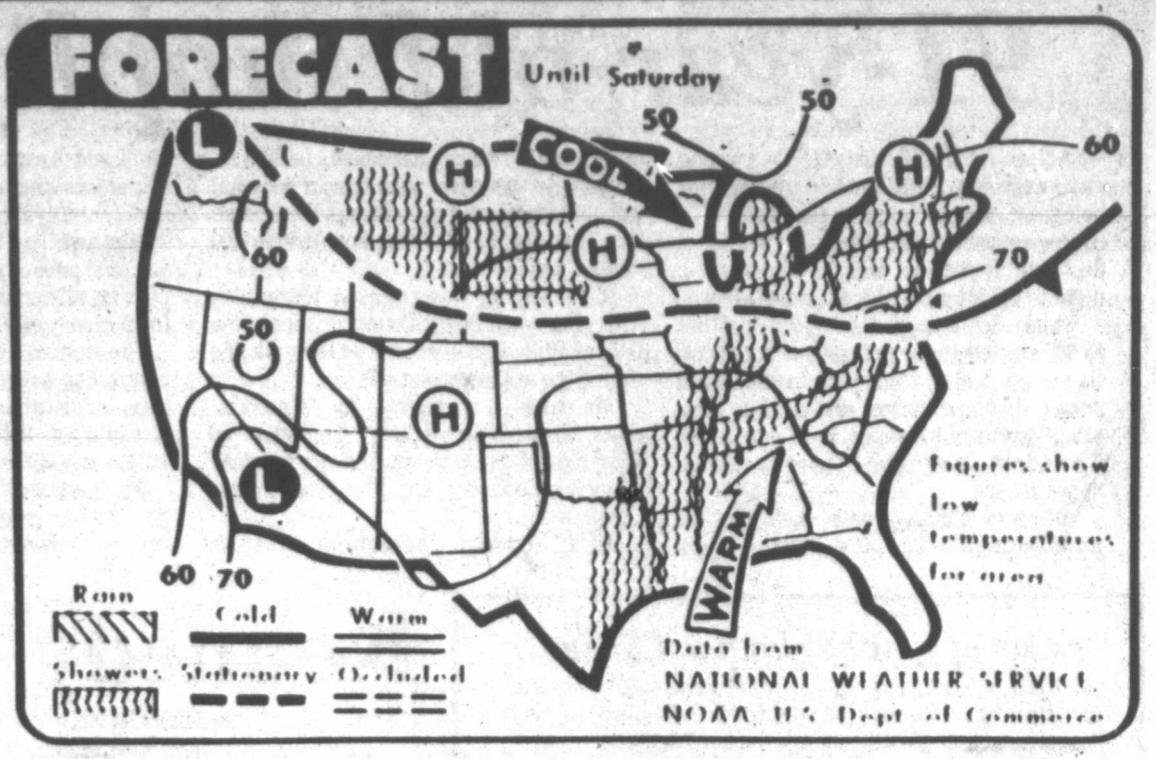 FORECAST
Until Saturday
50
50
L
H
COOL
H
60
H
60
70
50
H
L
Figures show
low
temperatures
for area
WARM
60 70
Rain
Cold
Warm
Showers
Stationary
Occluded
Data from
NATIONAL WEATHER SERVICE
NOAA U S Dept of Commerce